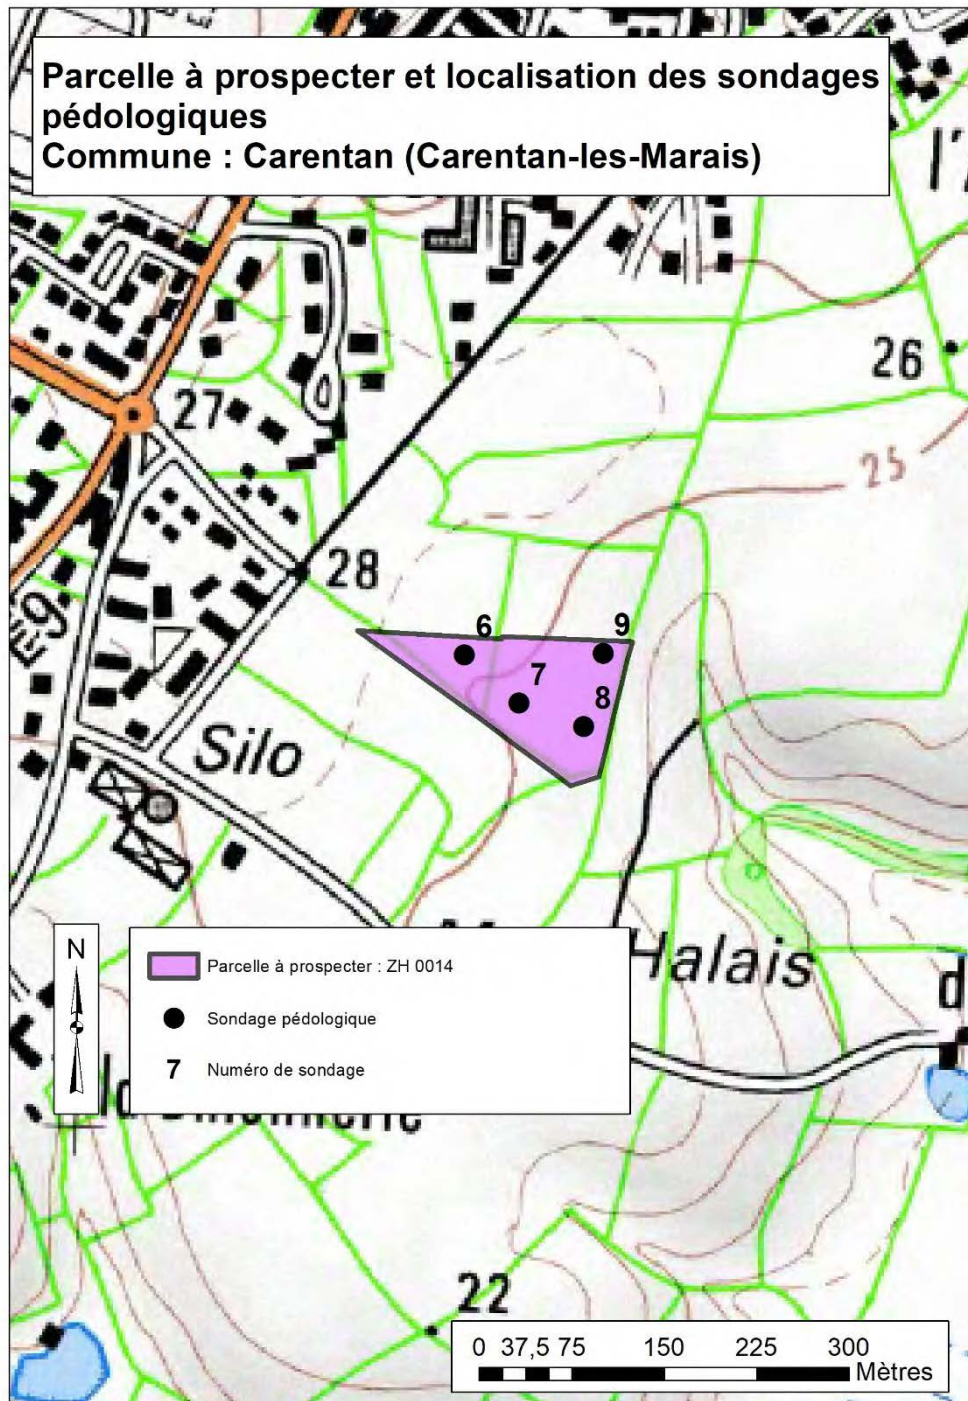 Parcelle à prospecter et localisation des sondages
pédologiques
Commune : Carentan (Carentan-les-Marais)
26
27
25
28
6
9
7
8
Silo
Halais
N
Parcelle à prospecter : ZH 0014
Sondage pédologique
7 Numéro de sondage
22
0 37,5 75 150 225 300
Mètres